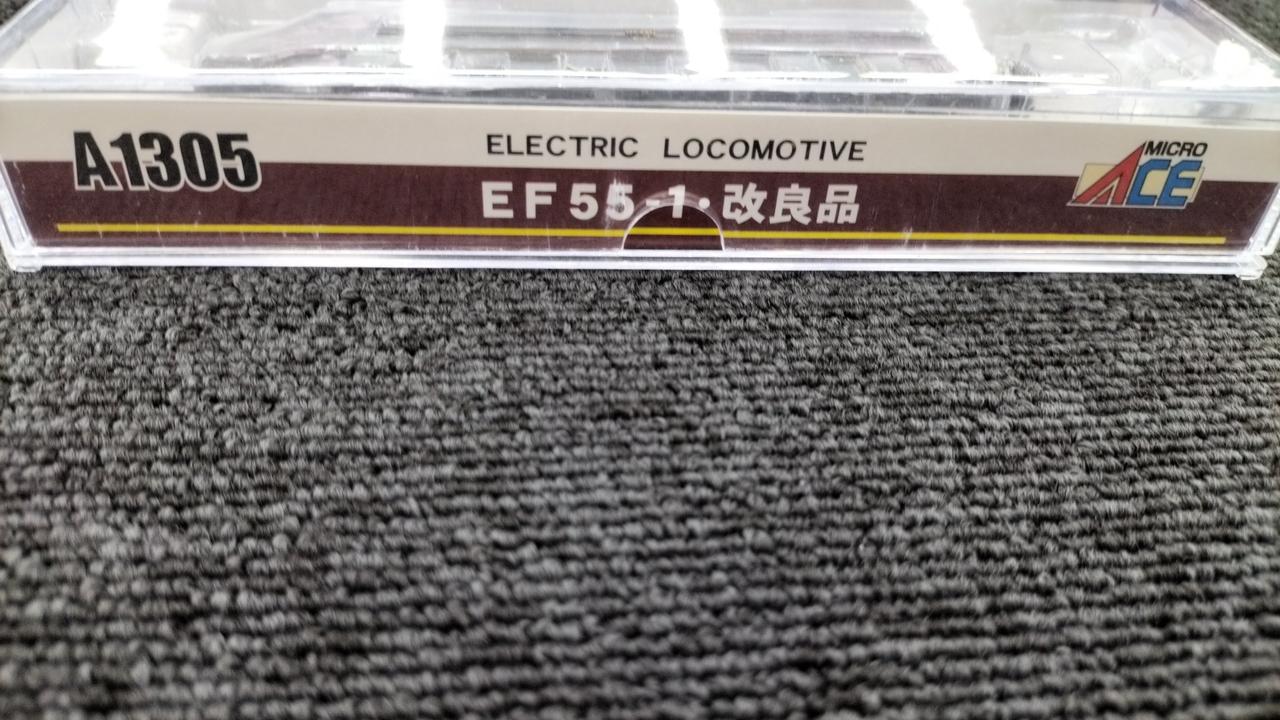 A1305
ELECTRIC LOCOMOTIVE
EF55-1・改良品
MICRO
ACE